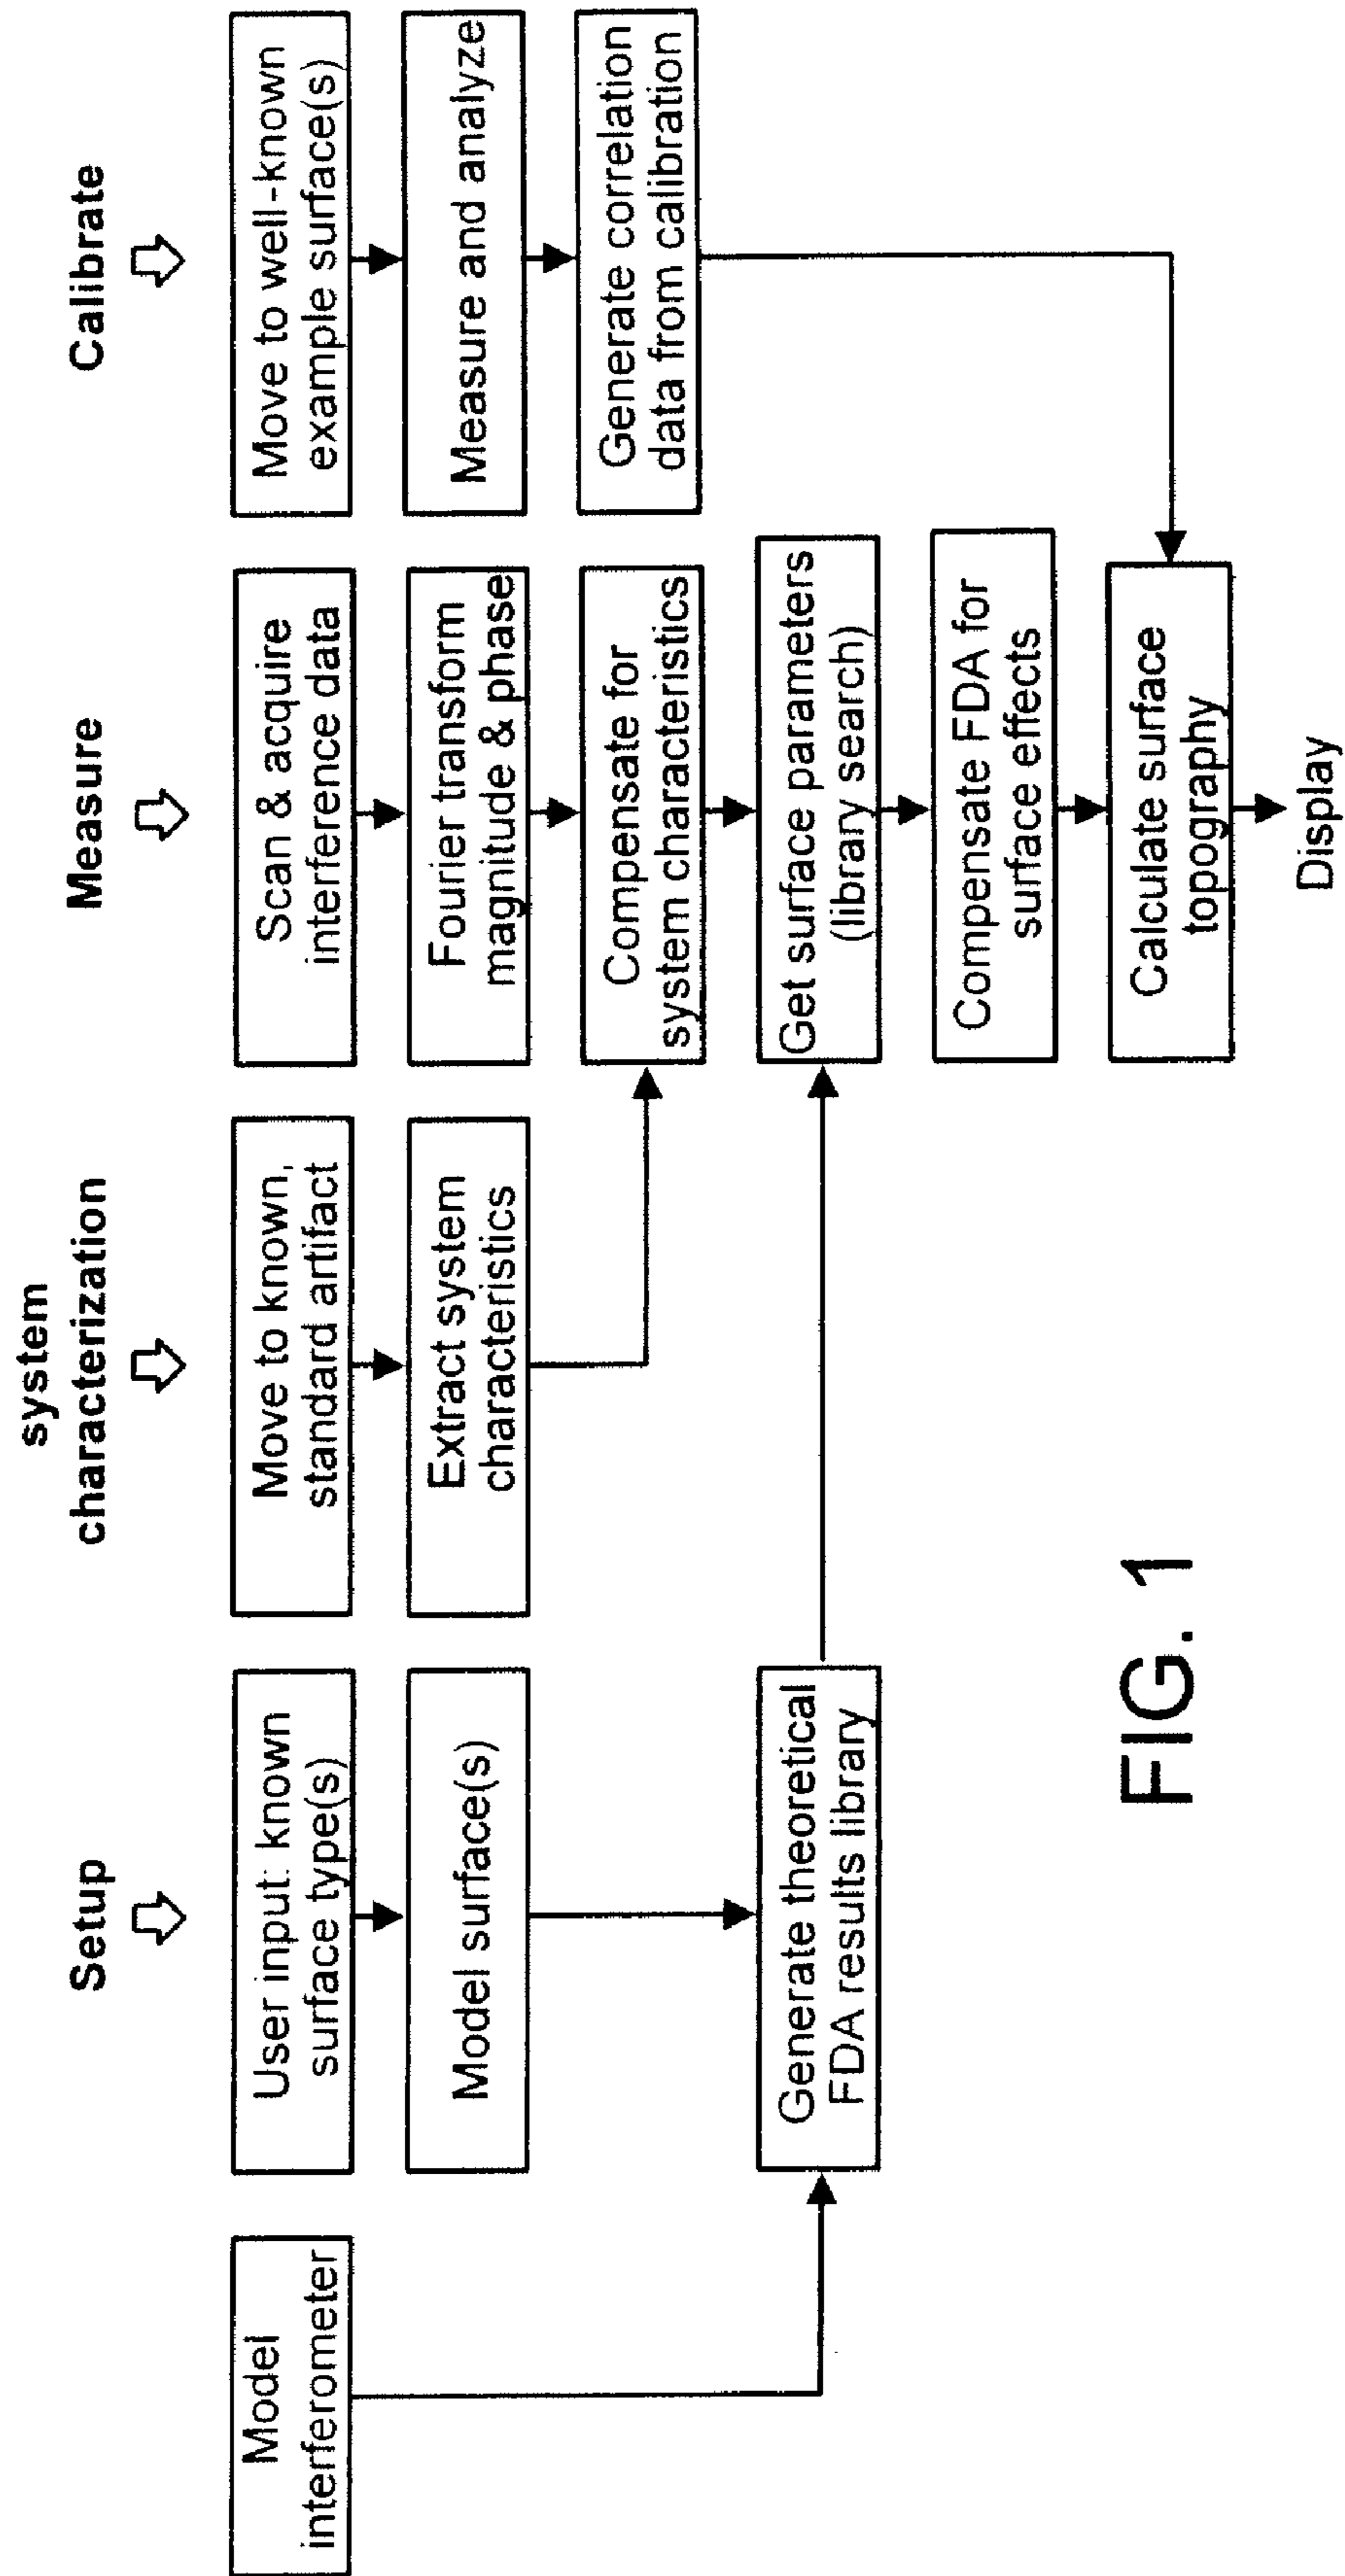 Setup
system
characterization
Measure
Calibrate
Model
interferometer
User input: known
surface type(s)
Model surface(s)
Generate theoretical
FDA results library
Move to known,
standard artifact
Extract system
characteristics
Scan & acquire
interference data
Fourier transform
magnitude & phase
Compensate for
system characteristics
Get surface parameters
(library search)
Compensate FDA for
surface effects
Calculate surface
topography
Display
Move to well-known
example surface(s)
Measure and analyze
Generate correlation
data from calibration
FIG. 1